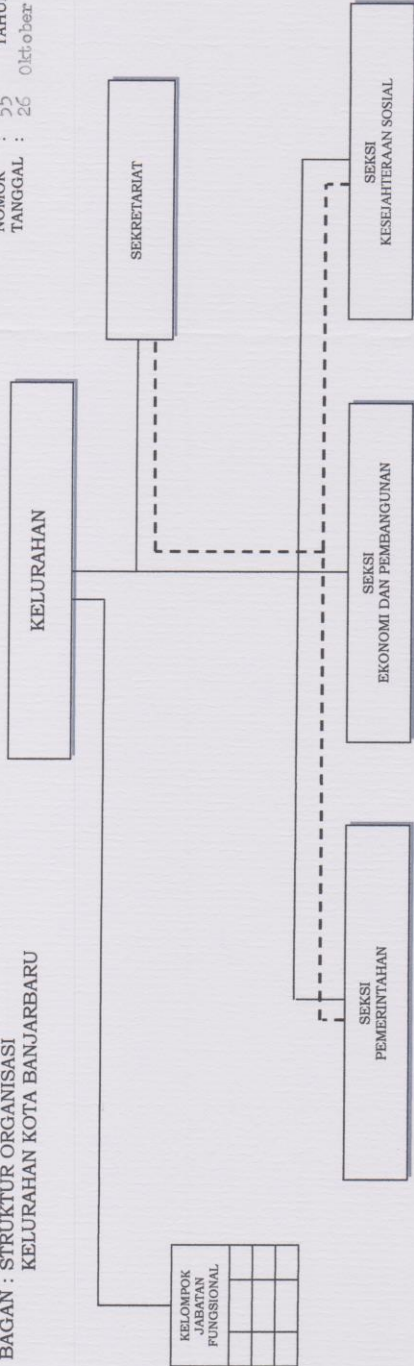 BAGAN : STRUKTUR ORGANISASI
KELURAHAN KOTA BANJARBARU
NOMOR : 55 TAHUN
TANGGAL : 26 Oktober
KELURAHAN
SEKRETARIAT
KELOMPOK
JABATAN
FUNGSIONAL
SEKSI
PEMERINTAHAN
SEKSI
EKONOMI DAN PEMBANGUNAN
SEKSI
KESEJAHTERAAN SOSIAL